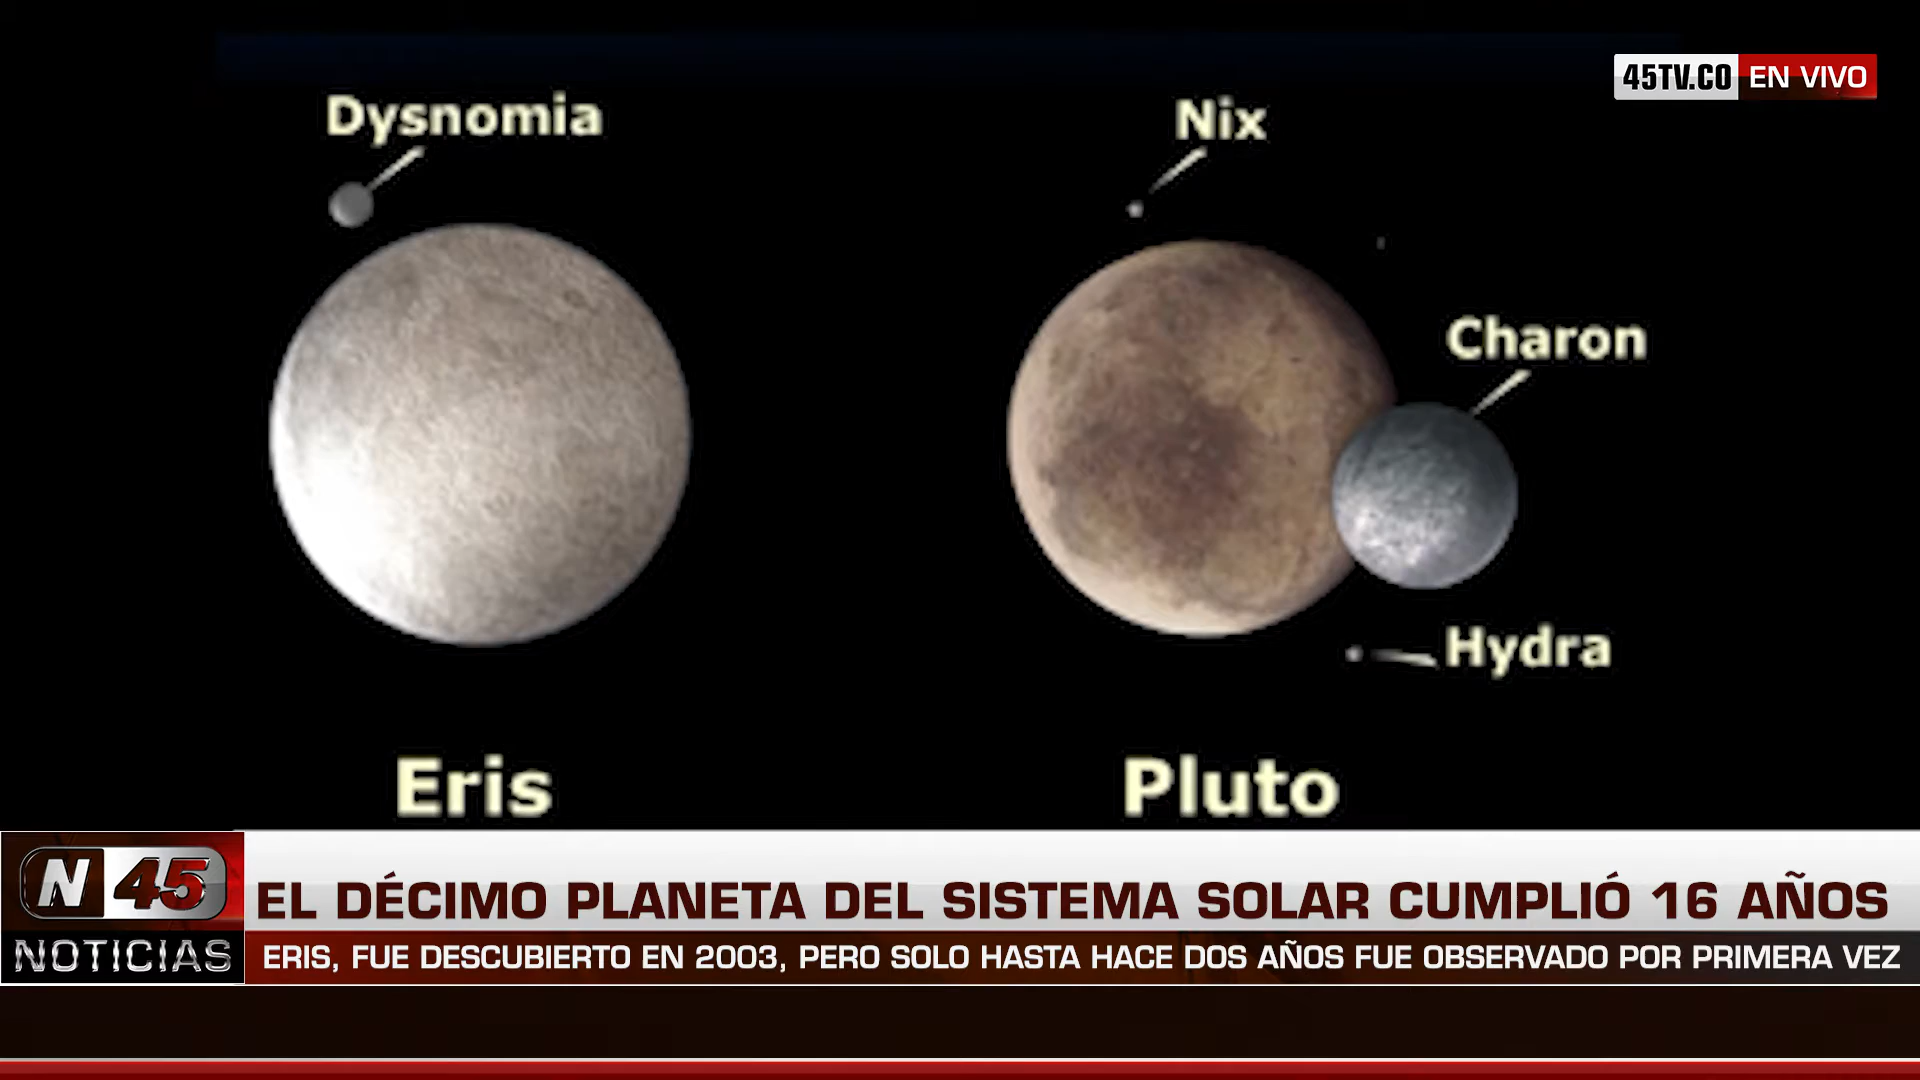 45TV.CO EN VIVO
Dysnomia
Nix
Charon
Hydra
Eris
Pluto
N 45
NOTICIAS
EL DÉCIMO PLANETA DEL SISTEMA SOLAR CUMPLIÓ 16 AÑOS
ERIS, FUE DESCUBIERTO EN 2003, PERO SOLO HASTA HACE DOS AÑOS FUE OBSERVADO POR PRIMERA VEZ